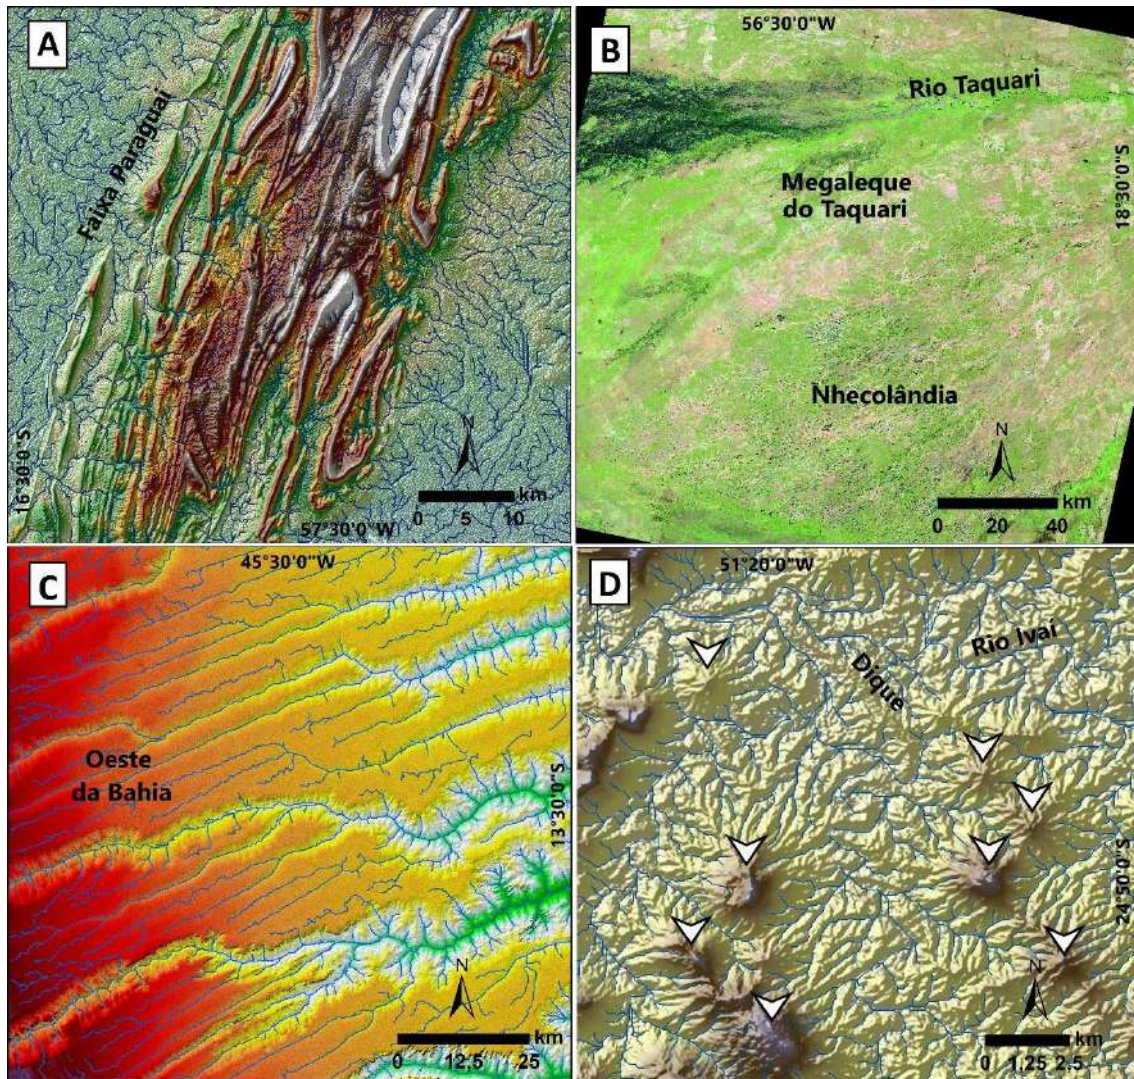 A
Faixa Paraguai
16°30'0"S
57°30'0"W
N
km
0 5 10
B
56°30'0"W
Rio Taquari
Megaleque
do Taquari
18°30'0"S
Nhecolândia
N
km
0 20 40
C
45°30'0"W
Oeste
da Bahia
13°30'0"S
N
km
0 12.5 25
D
51°20'0"W
Rio Ivaí
Dique
24°50'0"S
N
km
0 1.25 2.5